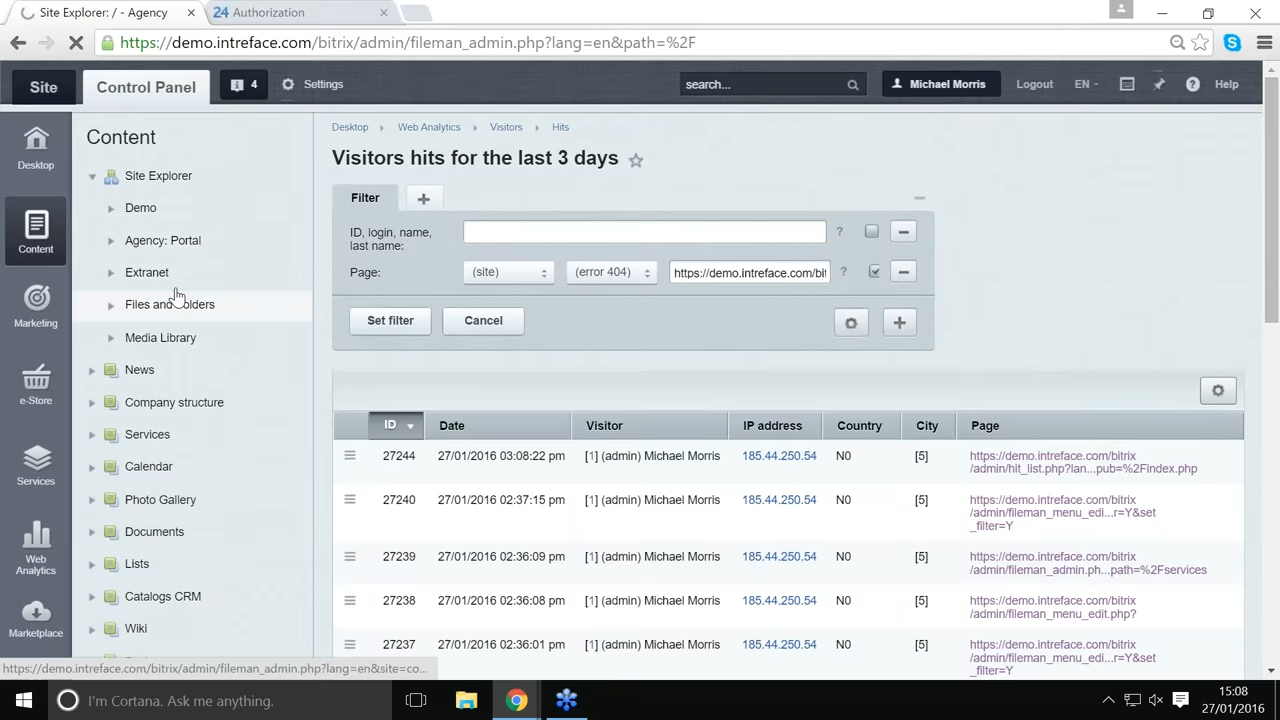 Site Explorer: / - Agency
24 Authorization
https://demo.intreface.com/bitrix/admin/fileman_admin.php?lang=en&path=%2F
Site
Control Panel
4
Settings
search...
Michael Morris
Logout
EN
Help
Desktop
Content
Marketing
e-Store
Services
Web
Analytics
Marketplace
Content
Site Explorer
Demo
Agency: Portal
Extranet
Files and Folders
Media Library
News
Company structure
Services
Calendar
Photo Gallery
Documents
Lists
Catalogs CRM
Wiki
Desktop Web Analytics Visitors Hits
Visitors hits for the last 3 days
Filter
ID, login, name,
last name:
?
Page:
(site)
(error 404)
https://demo.intreface.com/bit
?
Set filter
Cancel
ID Date Visitor IP address Country City Page
27244 27/01/2016 03:08:22 pm [1] (admin) Michael Morris 185.44.250.54 N0 [5] https://demo.intreface.com/bitrix
/admin/hit_list.php?lan...pub=%2Findex.php
27240 27/01/2016 02:37:15 pm [1] (admin) Michael Morris 185.44.250.54 N0 [5] https://demo.intreface.com/bitrix
/admin/fileman_menu_edi...r=Y&set
_filter=Y
27239 27/01/2016 02:36:09 pm [1] (admin) Michael Morris 185.44.250.54 N0 [5] https://demo.intreface.com/bitrix
/admin/fileman_admin.ph...path=%2Fservices
27238 27/01/2016 02:36:08 pm [1] (admin) Michael Morris 185.44.250.54 N0 [5] https://demo.intreface.com/bitrix
/admin/fileman_menu_edit.php?
27237 27/01/2016 02:36:01 pm [1] (admin) Michael Morris 185.44.250.54 N0 [5] https://demo.intreface.com/bitrix
/admin/fileman_menu_edi...r=Y&set
_filter=Y
https://demo.intreface.com/bitrix/admin/fileman_admin.php?lang=en&site=co...
I'm Cortana. Ask me anything.
15:08
27/01/2016